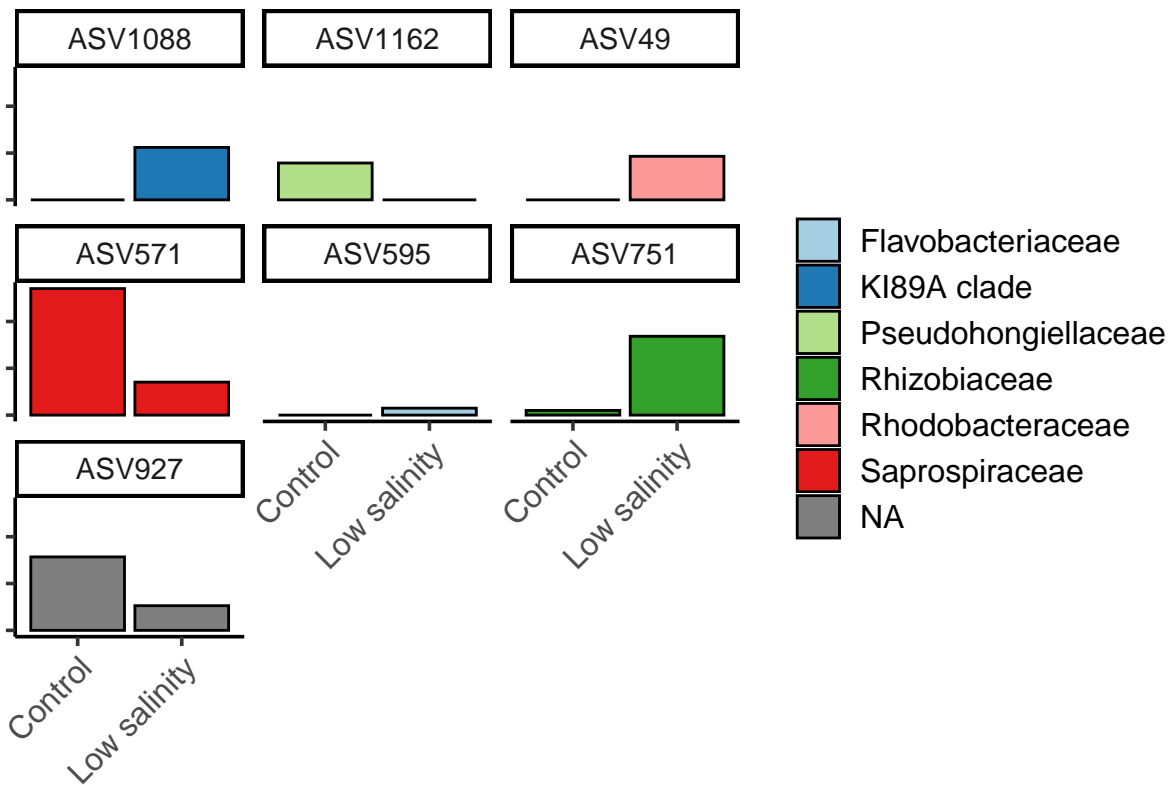 ASV1088
ASV1162
ASV49
ASV571
ASV595
ASV751
ASV927
Control
Low salinity
Control
Low salinity
Control
Low salinity
Flavobacteriaceae
KI89A clade
Pseudohongiellaceae
Rhizobiaceae
Rhodobacteraceae
Saprospiraceae
NA